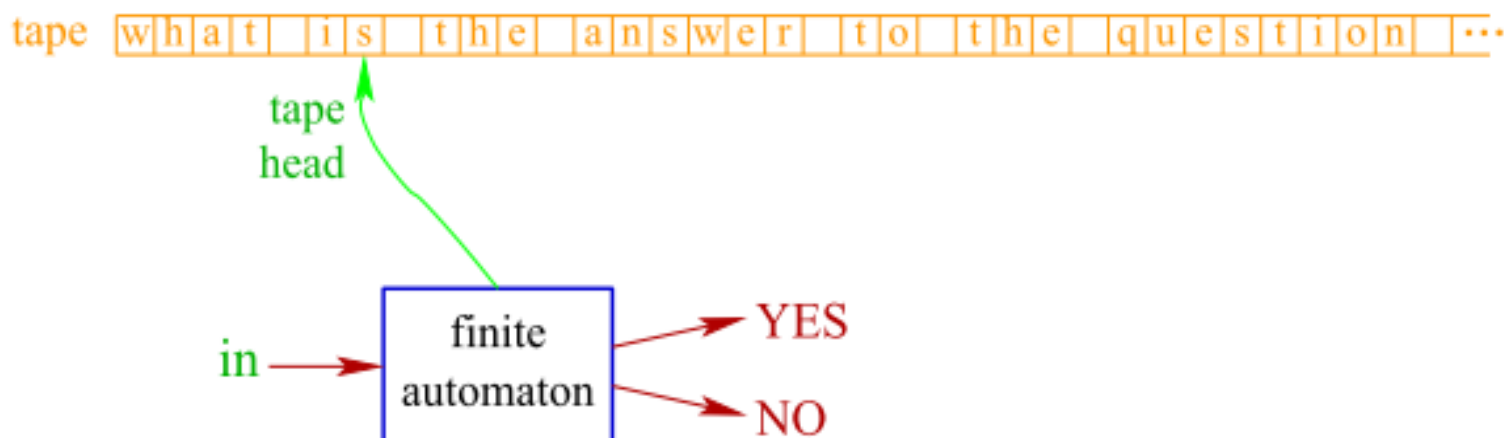 tape what is the answer to the question ...
tape
head
finite
automaton
in
YES
NO